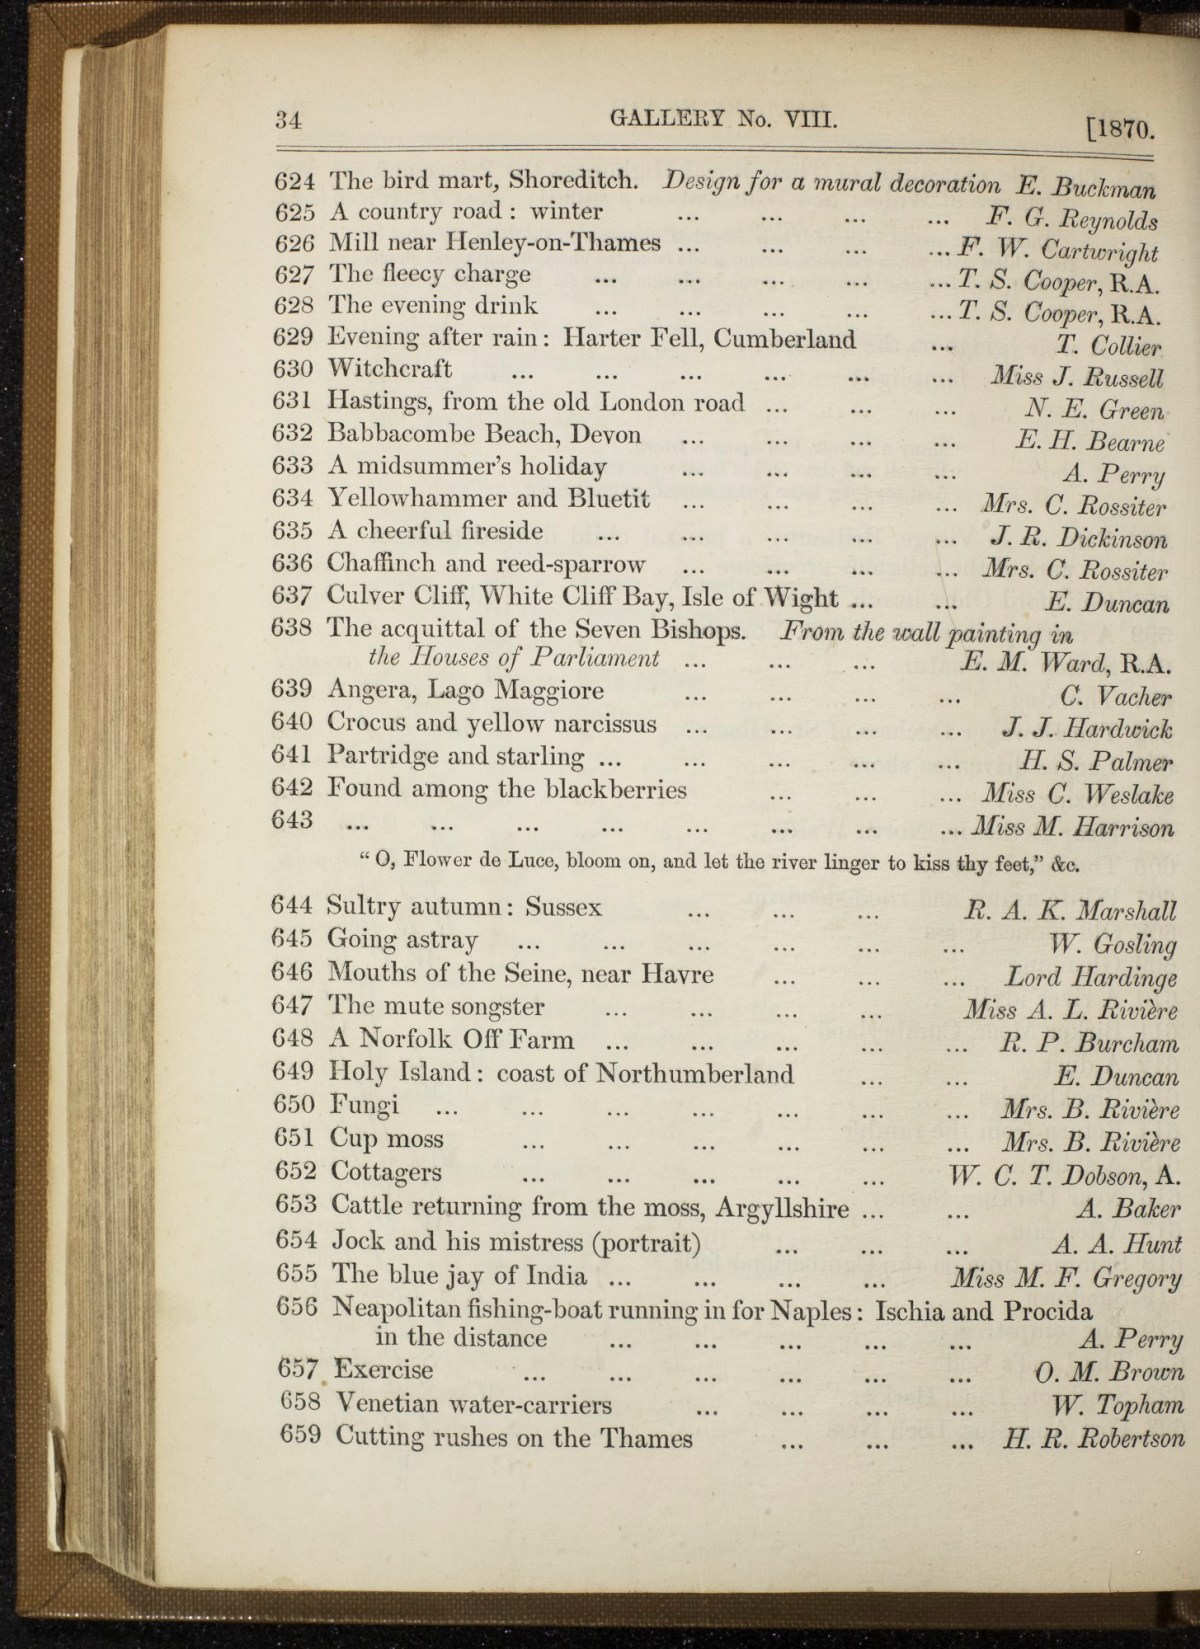 34 GALLERY No. VIII. [1870.
624 The bird mart, Shoreditch. Design for a mural decoration E. Buckman
625 A country road : winter ... ... ... ... F. G. Reynolds
626 Mill near Henley-on-Thames ... ... ... ... F. W. Cartwright
627 The fleecy charge ... ... ... ... ... T. S. Cooper, R.A.
628 The evening drink ... ... ... ... ... T. S. Cooper, R.A.
629 Evening after rain : Harter Fell, Cumberland ... T. Collier
630 Witchcraft ... ... ... ... ... ... Miss J. Russell
631 Hastings, from the old London road ... ... ... N. E. Green
632 Babbacombe Beach, Devon ... ... ... ... E. H. Bearne
633 A midsummer's holiday ... ... ... ... A. Perry
634 Yellowhammer and Bluetit ... ... ... ... Mrs. C. Rossiter
635 A cheerful fireside ... ... ... ... ... J. R. Dickinson
636 Chaffinch and reed-sparrow ... ... ... ... Mrs. C. Rossiter
637 Culver Cliff, White Cliff Bay, Isle of Wight ... ... E. Duncan
638 The acquittal of the Seven Bishops. From the wall painting in
the Houses of Parliament ... ... ... E. M. Ward, R.A.
639 Angera, Lago Maggiore ... ... ... ... C. Vacher
640 Crocus and yellow narcissus ... ... ... ... J. J. Hardwick
641 Partridge and starling ... ... ... ... ... H. S. Palmer
642 Found among the blackberries ... ... ... Miss C. Weslake
643 ... ... ... ... ... ... ... ... Miss M. Harrison
" O, Flower de Luce, bloom on, and let the river linger to kiss thy feet," &c.
644 Sultry autumn : Sussex ... ... ... R. A. K. Marshall
645 Going astray ... ... ... ... ... ... W. Gosling
646 Mouths of the Seine, near Havre ... ... ... Lord Hardinge
647 The mute songster ... ... ... ... Miss A. L. Rivière
648 A Norfolk Off Farm ... ... ... ... ... R. P. Burcham
649 Holy Island : coast of Northumberland ... ... E. Duncan
650 Fungi ... ... ... ... ... ... ... Mrs. B. Rivière
651 Cup moss ... ... ... ... ... ... Mrs. B. Rivière
652 Cottagers ... ... ... ... ... W. C. T. Dobson, A.
653 Cattle returning from the moss, Argyllshire ... ... A. Baker
654 Jock and his mistress (portrait) ... ... ... A. A. Hunt
655 The blue jay of India ... ... ... ... Miss M. F. Gregory
656 Neapolitan fishing-boat running in for Naples : Ischia and Procida
in the distance ... ... ... ... ... A. Perry
657 Exercise ... ... ... ... ... ... O. M. Brown
658 Venetian water-carriers ... ... ... ... W. Topham
659 Cutting rushes on the Thames ... ... ... H. R. Robertson